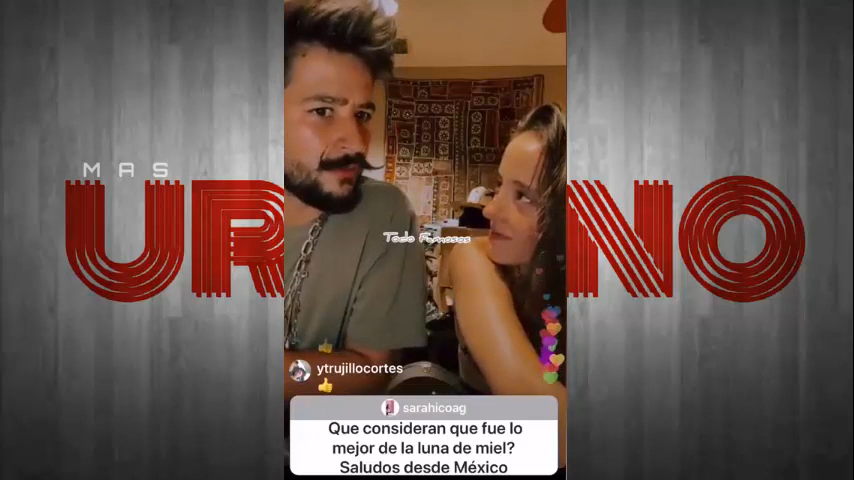 MAS
UR
NO
Todo Famosos
ytrujillocortes
sarahicoag
Que consideran que fue lo
mejor de la luna de miel?
Saludos desde México